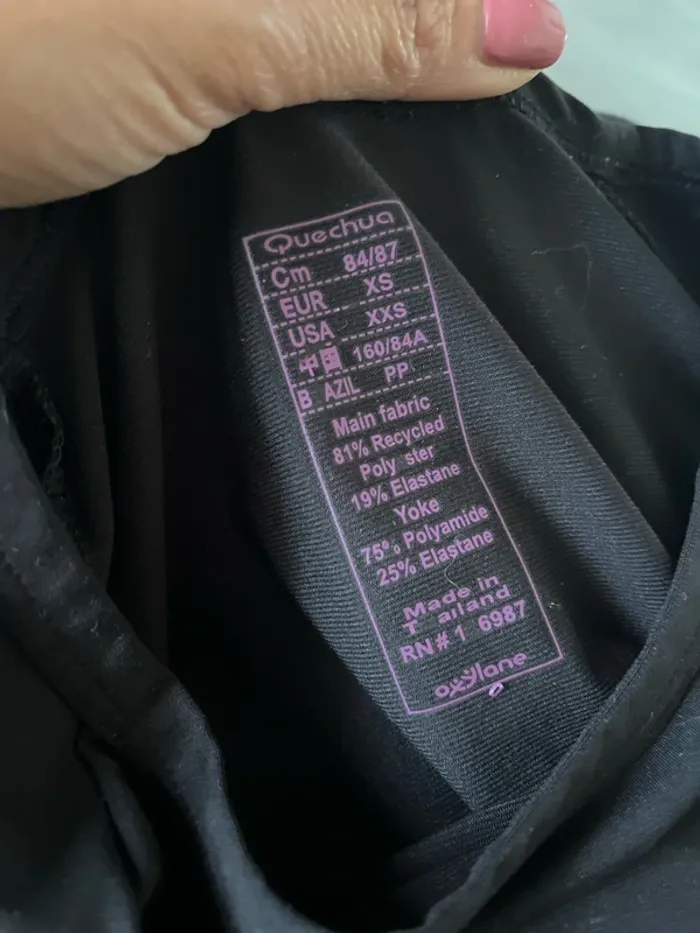 Quechua
Cm 84/87
EUR XS
USA XXS
中国 160/84A
B AZIL PP
Main fabric
81% Recycled
Poly ster
19% Elastane
Yoke
75% Polyamide
25% Elastane
Made in
T ailand
RN# 1 6987
oxylane